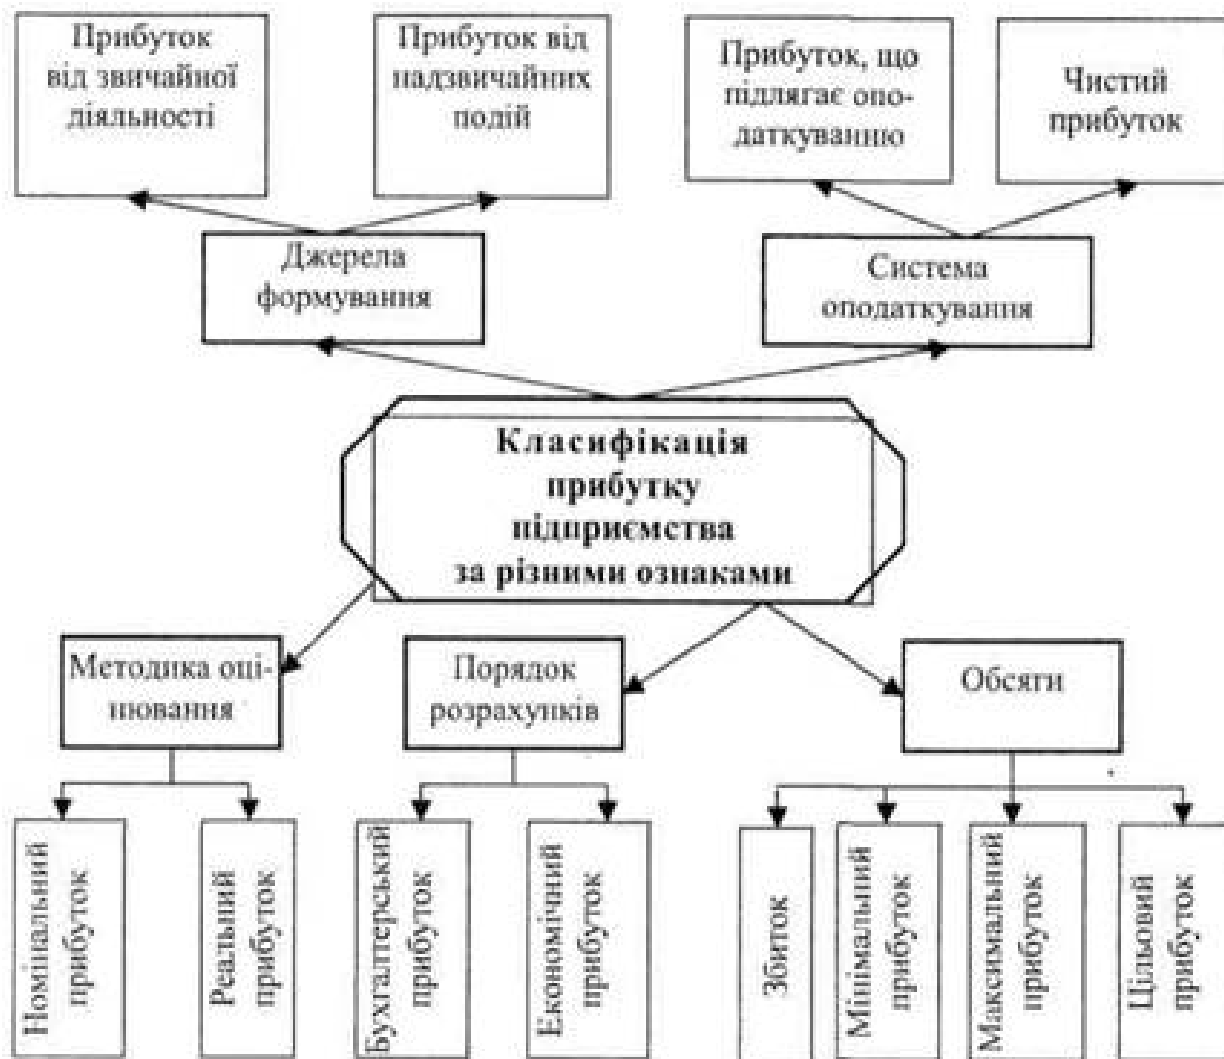 Прибуток
від звичайної
діяльності
Прибуток від
надзвичайних
подій
Прибуток, що
підлягає опо-
даткуванню
Чистий
прибуток
Джерела
формування
Система
оподаткування
Класифікація
прибутку
підприємства
за різними ознаками
Методика оці-
нювання
Порядок
розрахунків
Обсяги
Номінальний
прибуток
Реальний
прибуток
Бухгалтерський
прибуток
Економічний
прибуток
Збиток
Мінімальний
прибуток
Максимальний
прибуток
Цільовий
прибуток